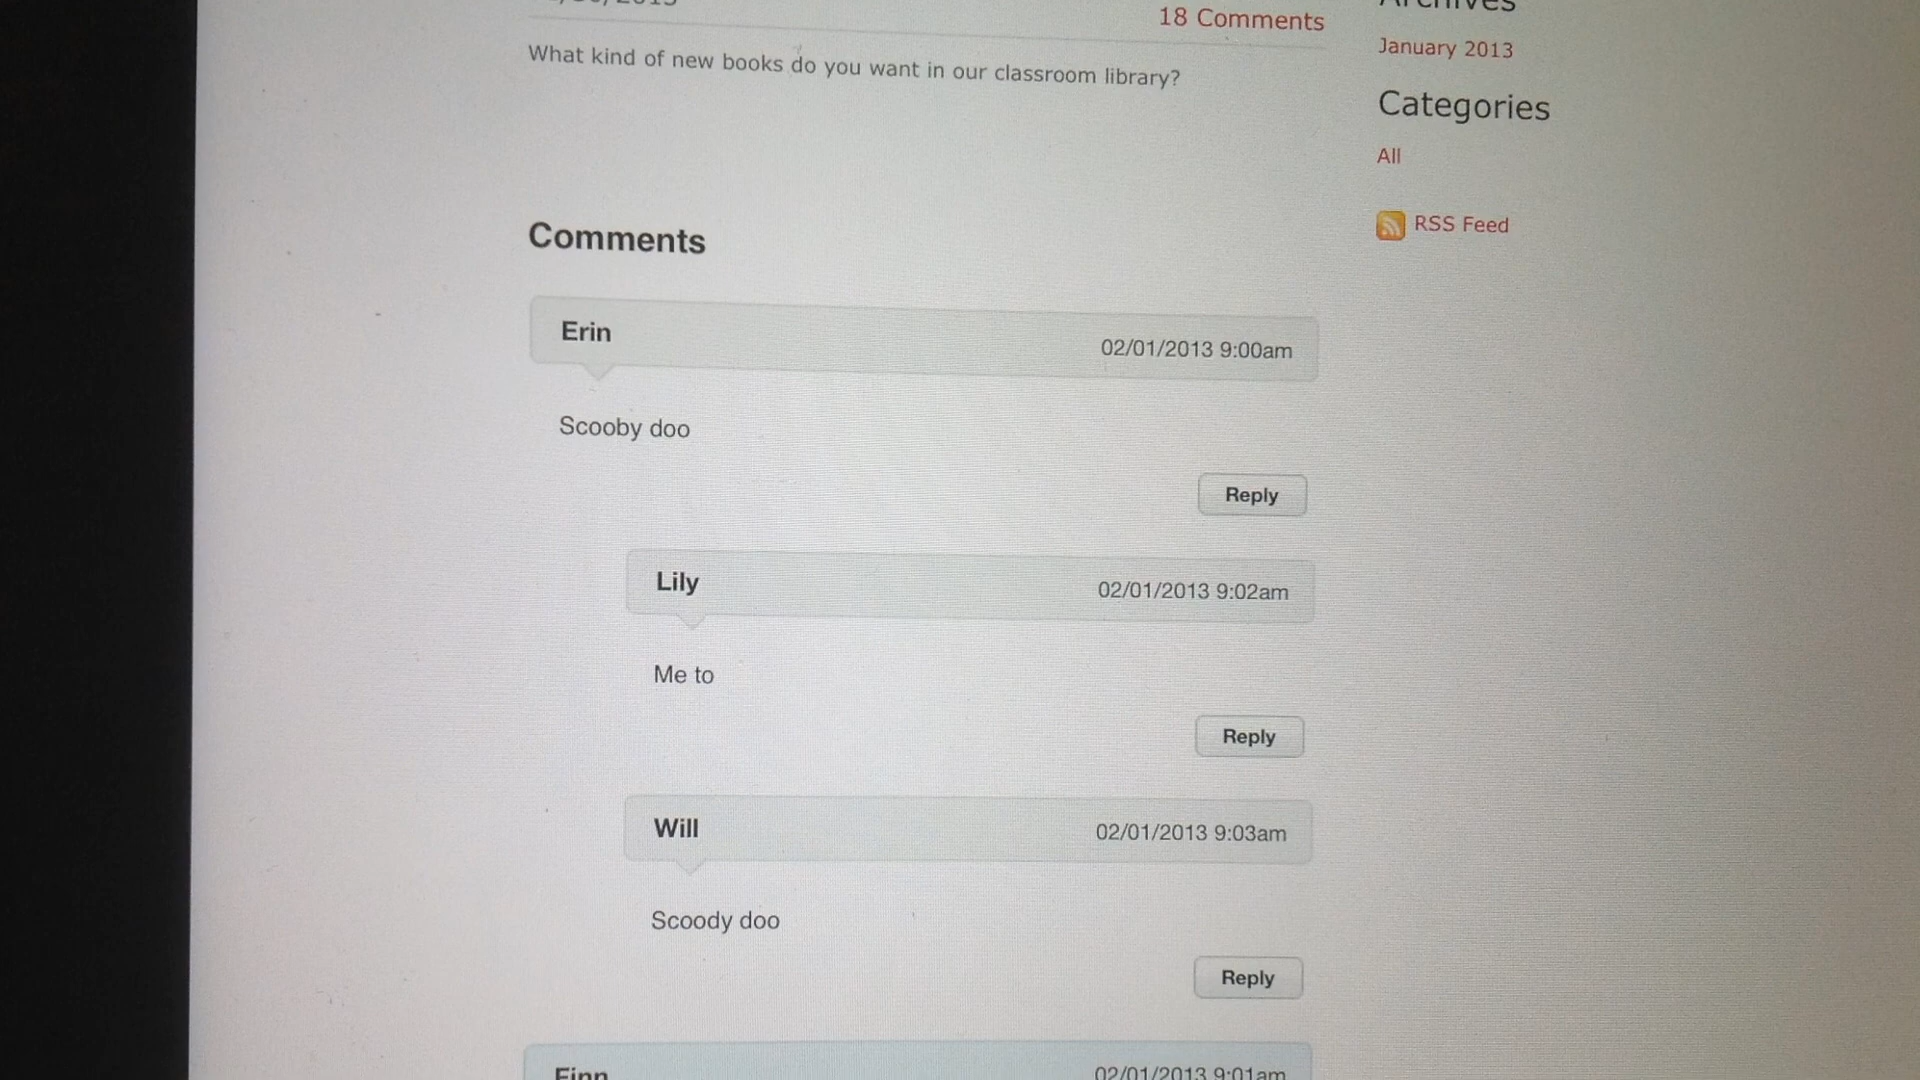 18 Comments
What kind of new books do you want in our classroom library?
Comments
Erin
02/01/2013 9:00am
Scooby doo
Reply
Lily
02/01/2013 9:02am
Me to
Reply
Will
02/01/2013 9:03am
Scoody doo
Reply
Finn
02/01/2013 9:01am
Archives
January 2013
Categories
All
RSS Feed